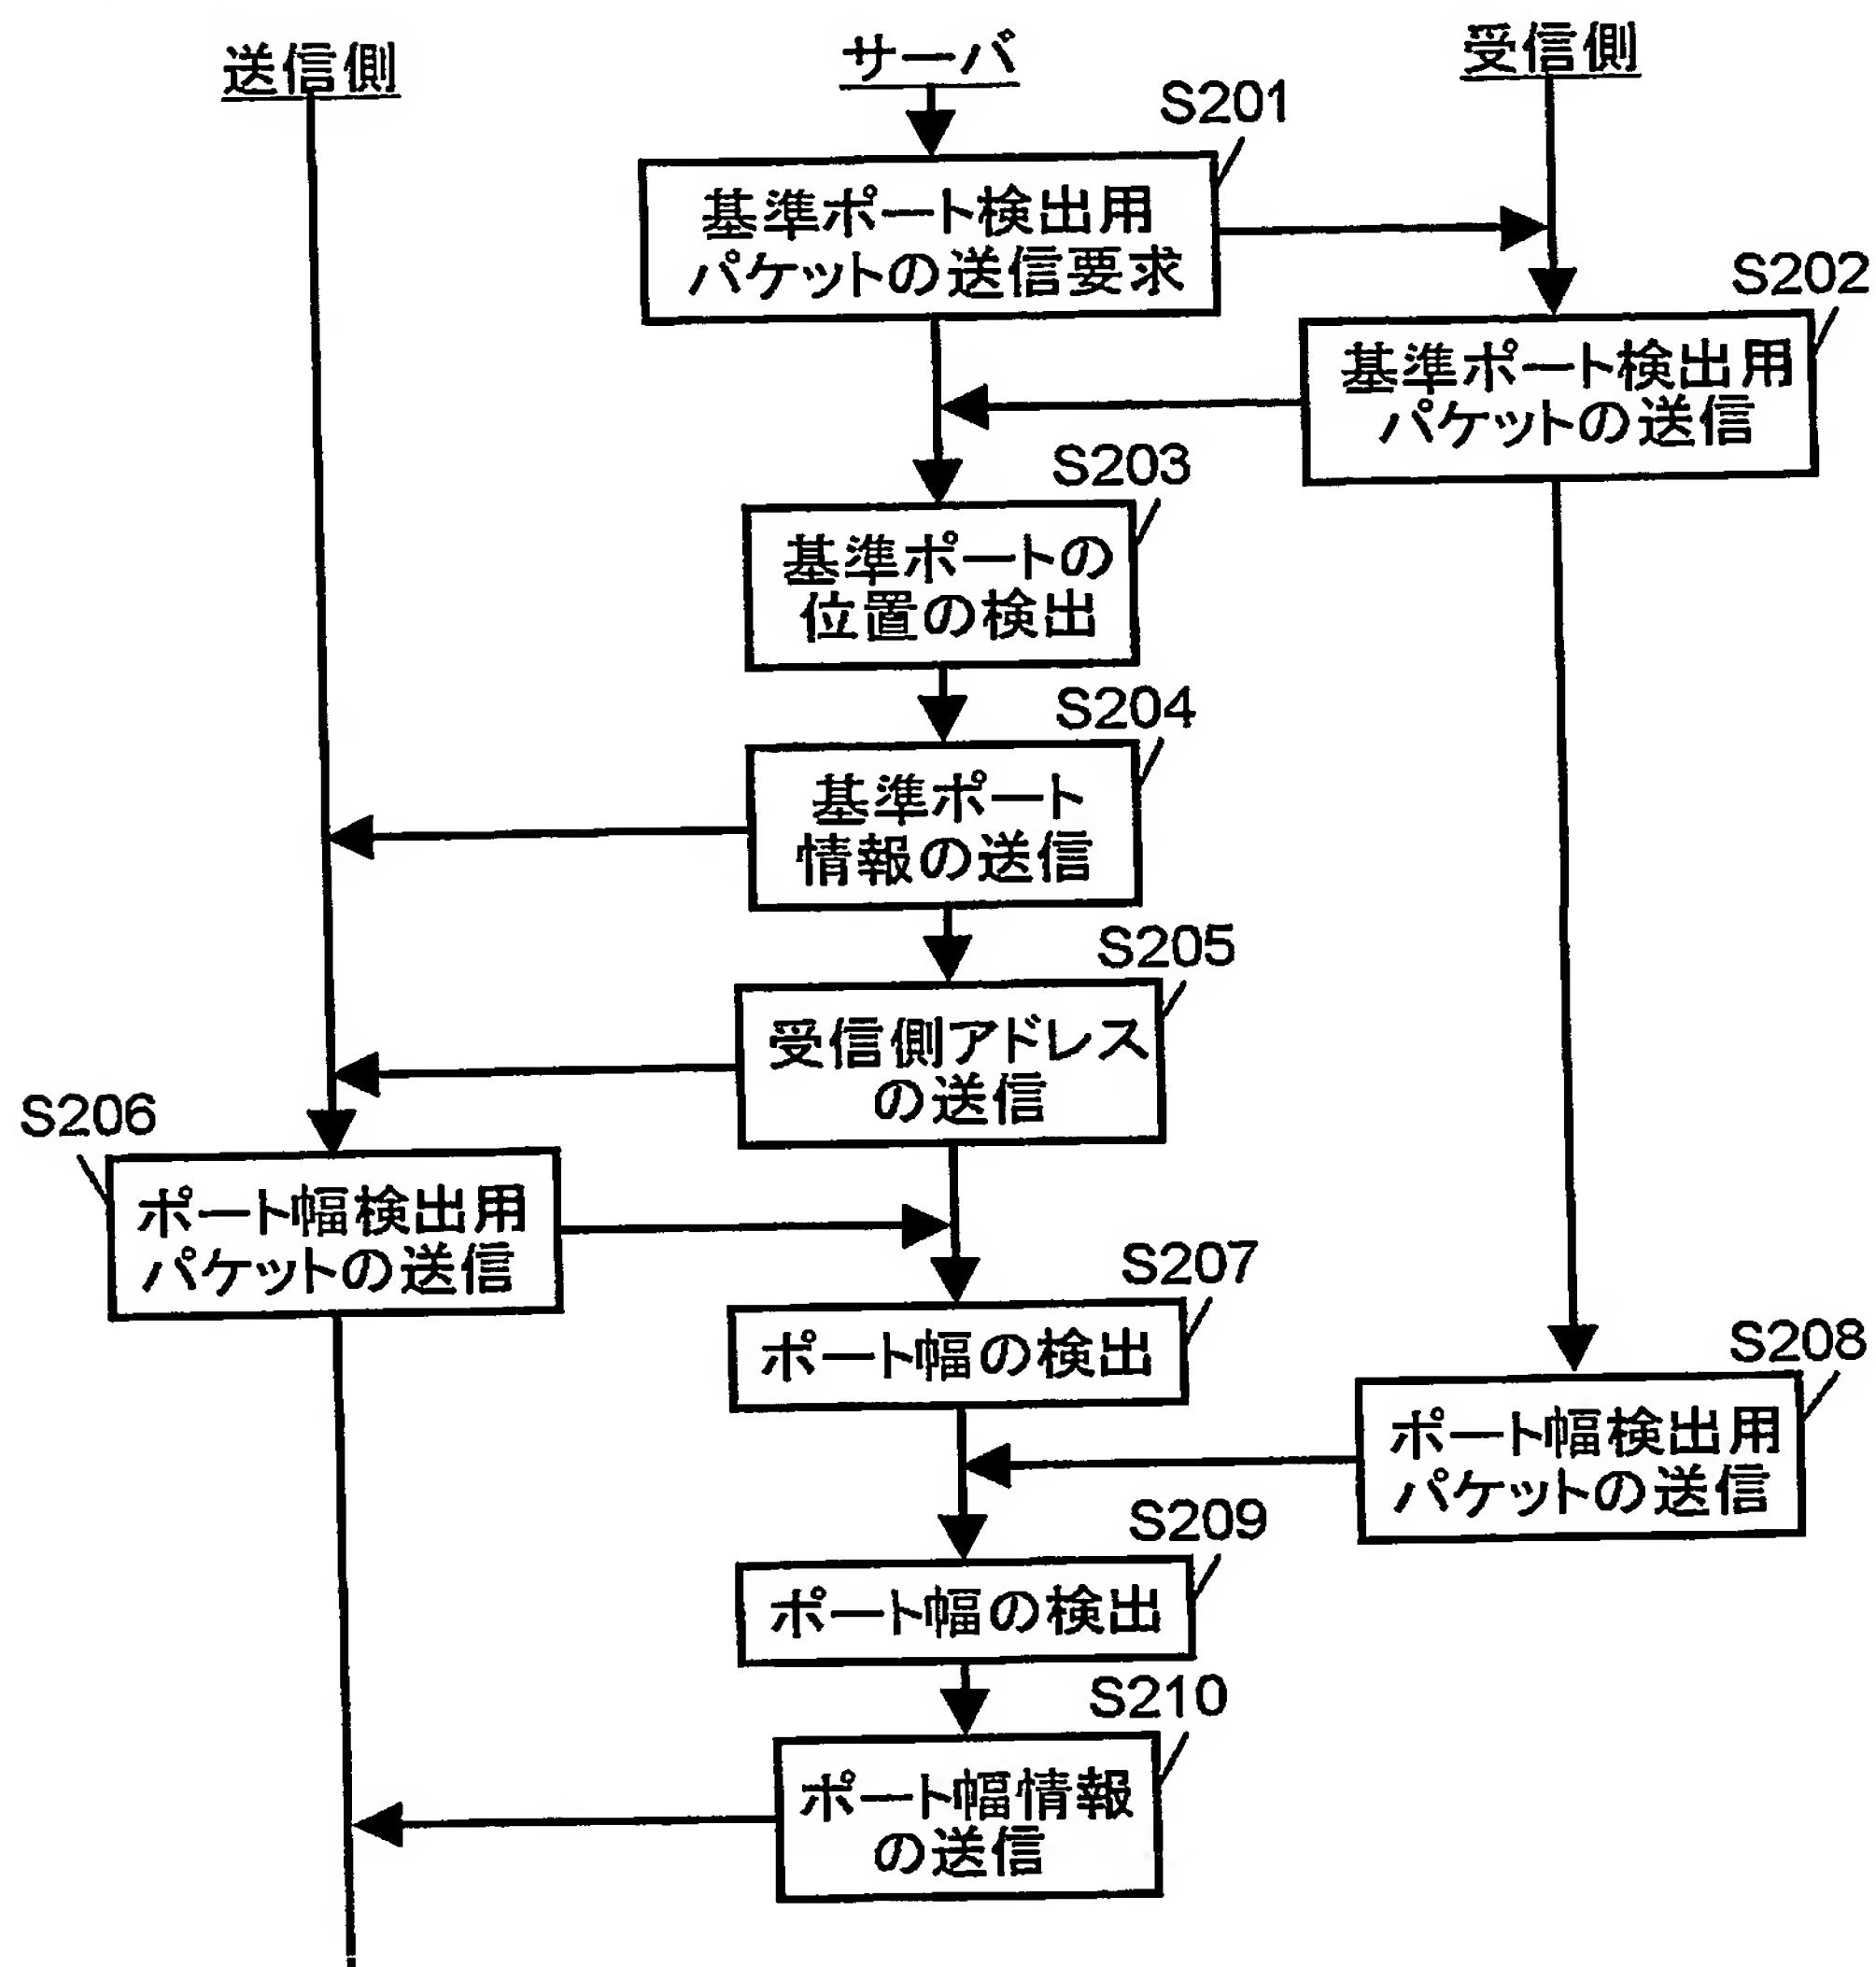 送信側
サーバ
受信側
S201
基準ポート検出用
パケットの送信要求
S202
基準ポート検出用
パケットの送信
S203
基準ポートの
位置の検出
S204
基準ポート
情報の送信
S205
受信側アドレス
の送信
S206
ポート幅検出用
パケットの送信
S207
ポート幅の検出
S208
ポート幅検出用
パケットの送信
S209
ポート幅の検出
S210
ポート幅情報
の送信